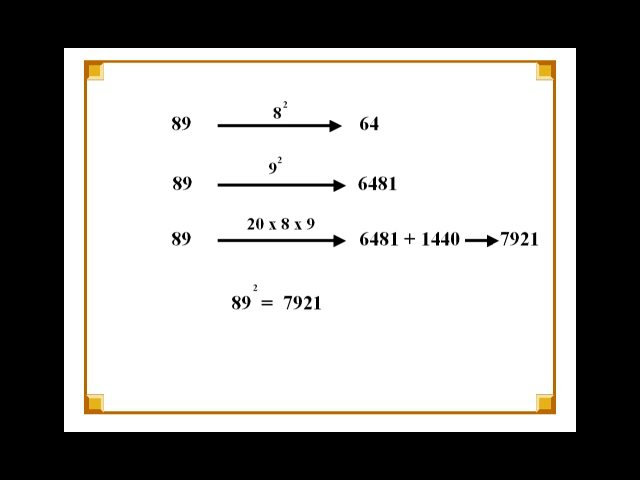 8²
89 → 64
9²
89 → 6481
20 x 8 x 9
89 → 6481 + 1440 → 7921
89² = 7921